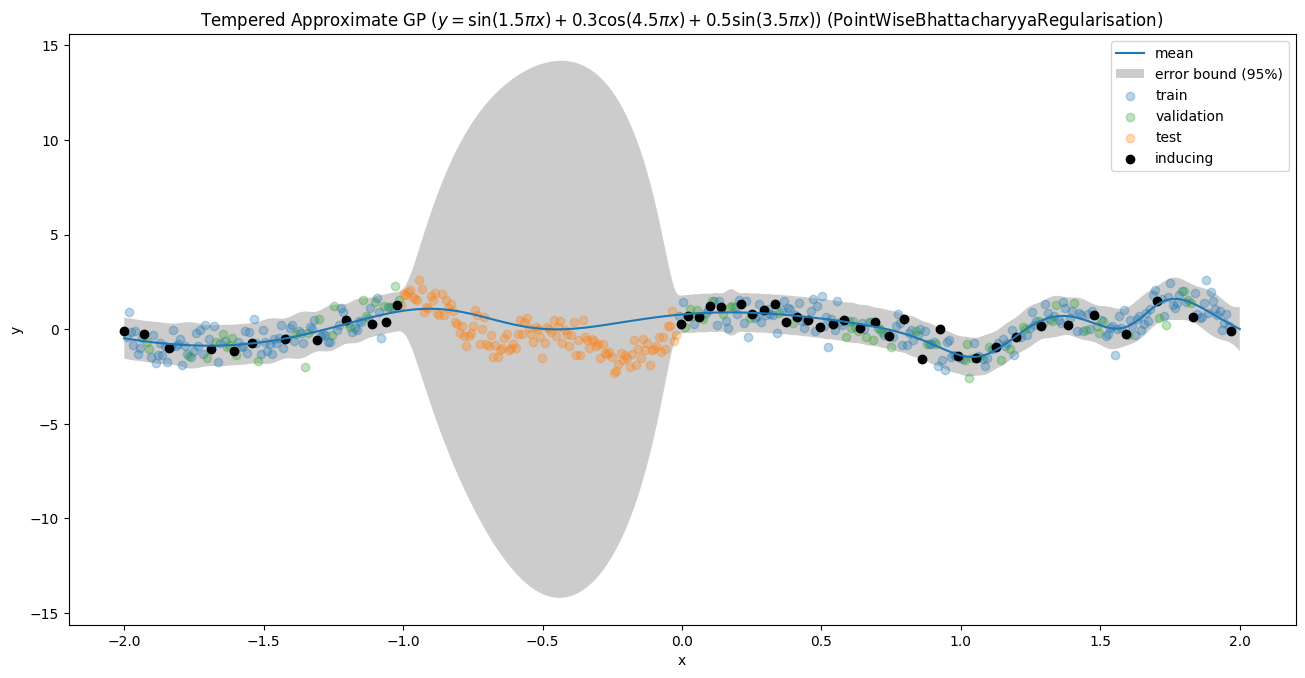 Tempered Approximate GP (y = sin(1.5πx) + 0.3cos(4.5πx) + 0.5sin(3.5πx)) (PointWiseBhattacharyyaRegularisation)
15
10
5
0
−5
−10
−15
y
−2.0 −1.5 −1.0 −0.5 0.0 0.5 1.0 1.5 2.0
x
mean
error bound (95%)
train
validation
test
inducing